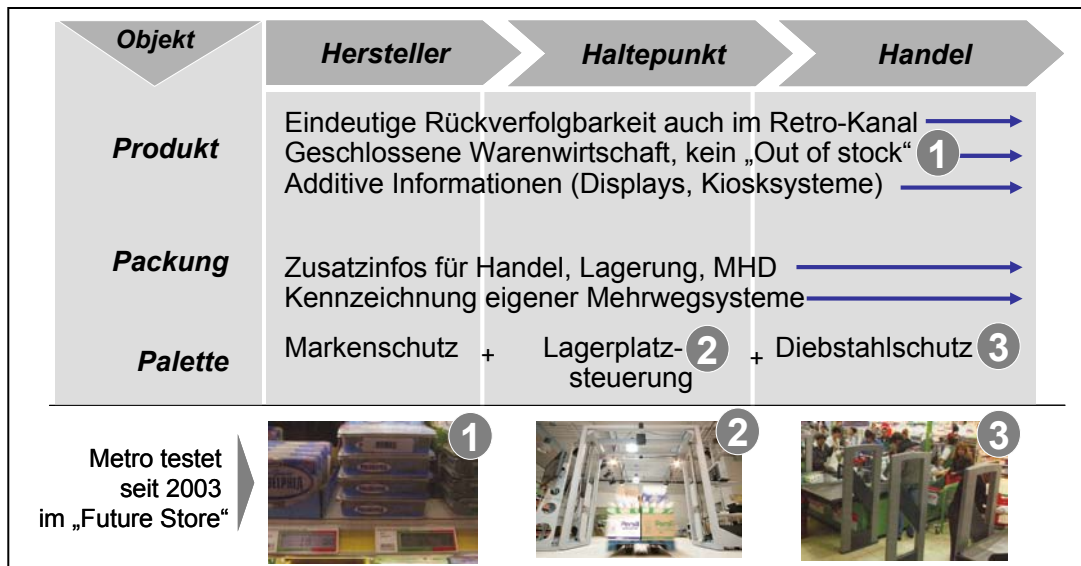 Objekt
Hersteller
Haltepunkt
Handel
Produkt
Eindeutige Rückverfolgbarkeit auch im Retro-Kanal
Geschlossene Warenwirtschaft, kein „Out of stock“ 1
Additive Informationen (Displays, Kiosksysteme)
Packung
Zusatzinfos für Handel, Lagerung, MHD
Kennzeichnung eigener Mehrwegsysteme
Palette
Markenschutz + Lagerplatz- 2 + Diebstahlschutz 3
steuerung
Metro testet
seit 2003
im „Future Store“
1
2
3
Persil